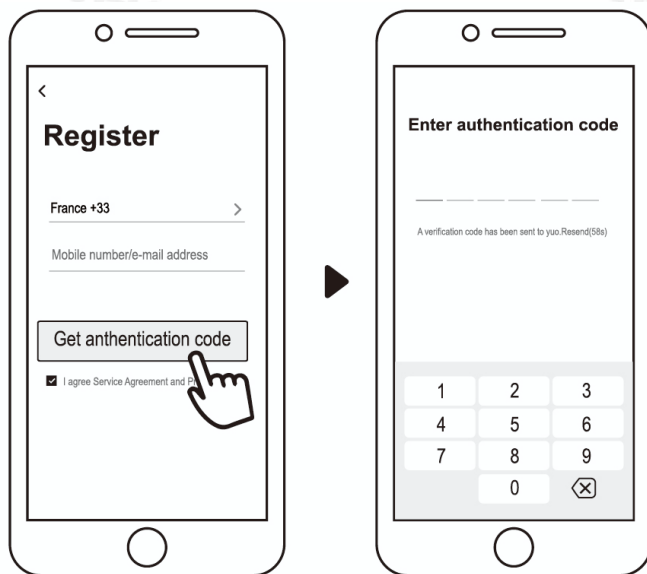 Register
France +33
Mobile number/e-mail address
Get anthentication code
I agree Service Agreement and
Enter authentication code
A verification code has been sent to yuo.Resend(58s)
1 2 3
4 5 6
7 8 9
0